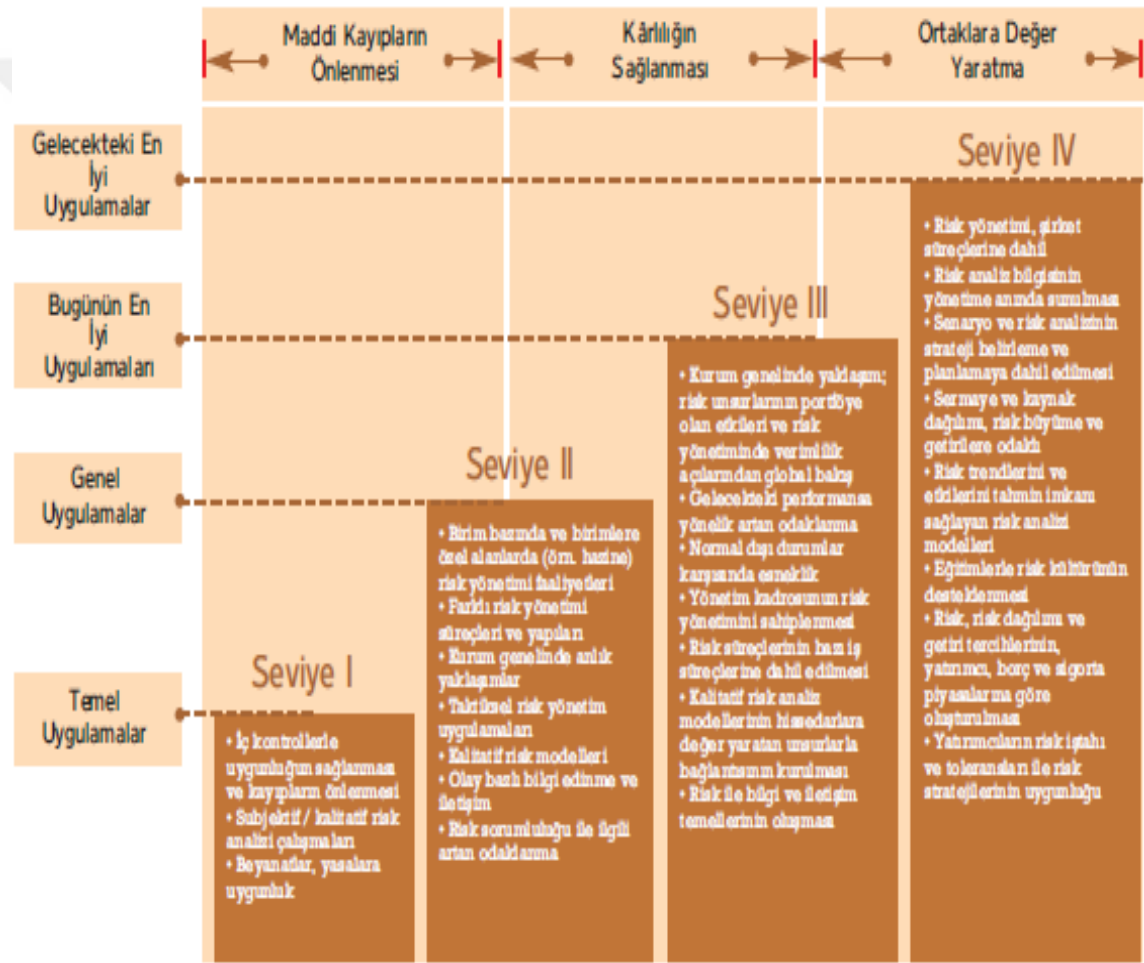 Maddi Kayıpların
Önlenmesi
Kârlılığın
Sağlanması
Ortaklara Değer
Yaratma
Gelecekteki En
İyi
Uygulamalar
Bugünün En
İyi
Uygulamaları
Genel
Uygulamalar
Temel
Uygulamalar
Seviye I
• İç kontrollerle
uygunluğun sağlanması
ve kayıpların önlenmesi
• Subjektif / kalitatif risk
analizi çalışmaları
• Beyanatlar, yasalara
uygunluk
Seviye II
• Birim bazında ve birimlere
özel alanlarda (örn. hazine)
risk yönetimi faaliyetleri
• Farklı risk yönetimi
süreçleri ve yapıları
• Kurum genelinde anlık
yaklaşımlar
• Taktiksel risk yönetim
uygulamaları
• Kalitatif risk modelleri
• Olay bazlı bilgi edinme ve
iletişim
• Risk sorumluluğu ile ilgili
artan odaklanma
Seviye III
• Kurum genelinde yaklaşım;
risk unsurlarının portföye
olan etkileri ve risk
yönetiminde verimlilik
açılarından global bakış
• Gelecekteki performansa
yönelik artan odaklanma
• Normal dışı durumlar
karşısında esneklik
• Yönetim kadrosunun risk
yönetimini sahiplenmesi
• Risk süreçlerinin bazı iş
süreçlerine dahil edilmesi
• Kalitatif risk analiz
modellerinin hissedarlara
değer yaratan unsurlarla
bağlantısının kurulması
• Risk ile bilgi ve iletişim
temellerinin oluşması
Seviye IV
• Risk yönetimi, şirket
süreçlerine dahil
• Risk analiz bilgisinin
yönetime anında sunulması
• Senaryo ve risk analizinin
strateji belirleme ve
planlamaya dahil edilmesi
• Sermaye ve kaynak
dağılımı, risk büyüme ve
getirilere odaklı
• Risk trendlerini ve
etkilerini tahmin imkanı
sağlayan risk analizi
modelleri
• Eğitimlerle risk kültürünün
desteklenmesi
• Risk, risk dağılımı ve
getiri tercihlerinin,
yatırımcı, borç ve sigorta
piyasalarına göre
oluşturulması
• Yatırımcıların risk iştahı
ve toleransları ile risk
stratejilerinin uygunluğu